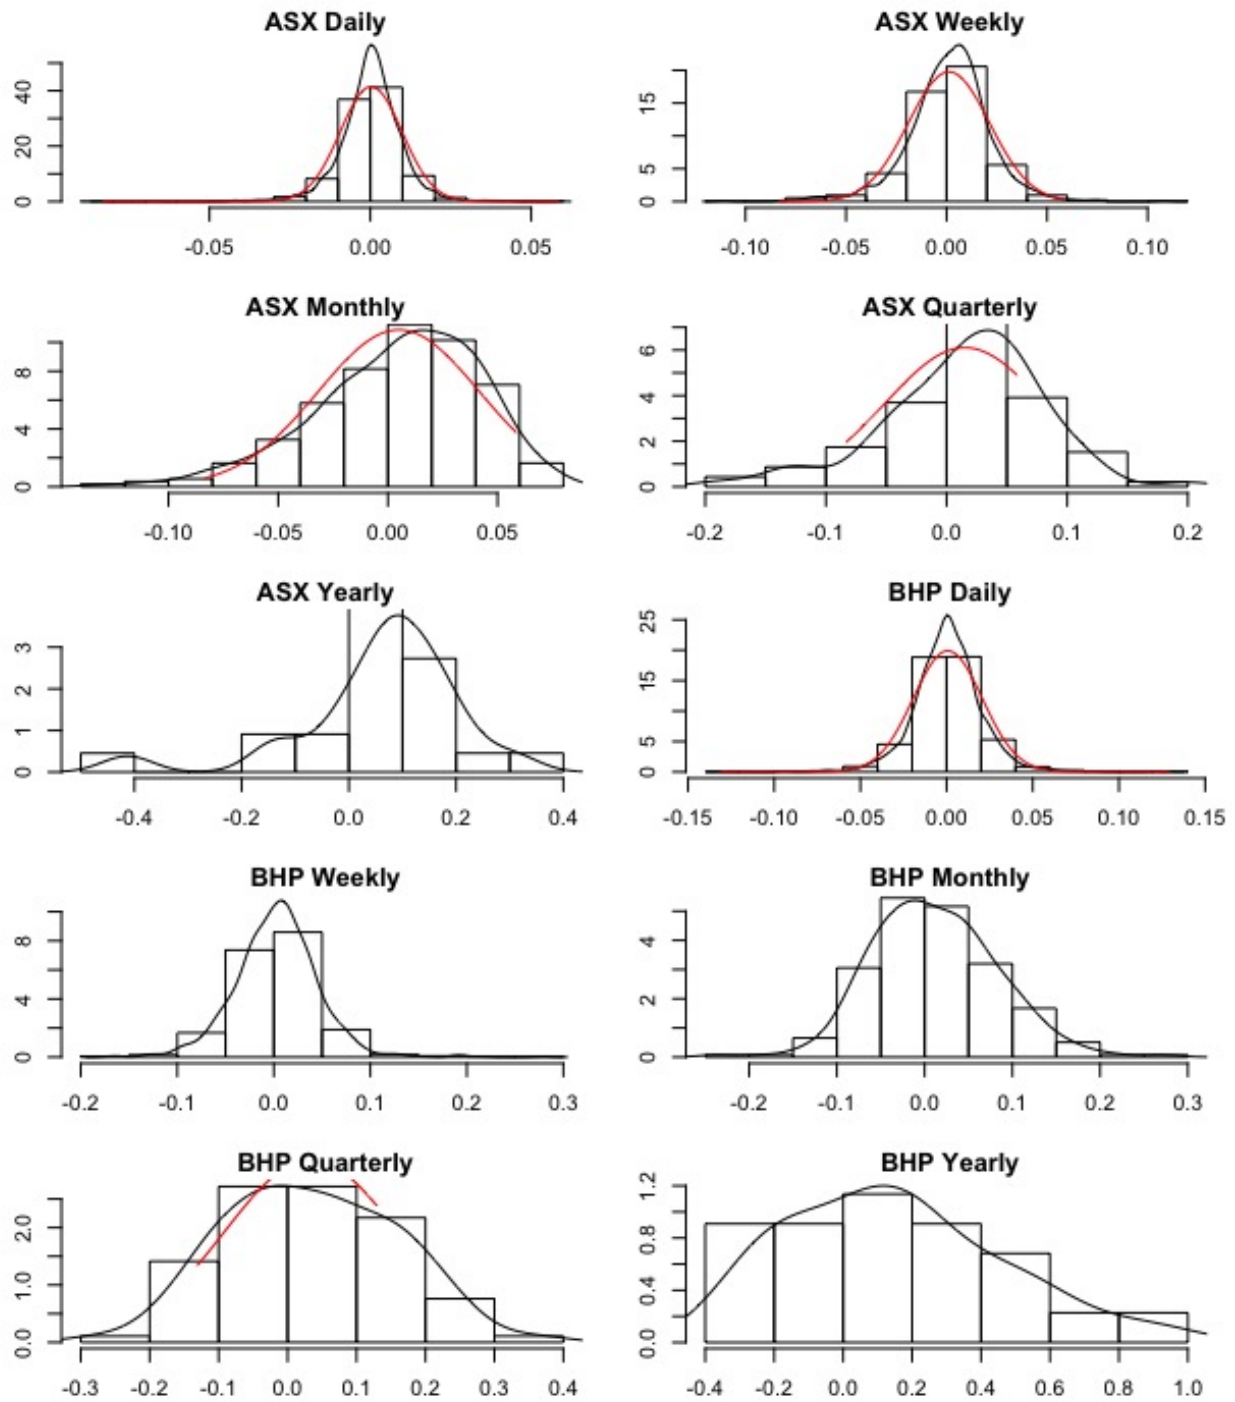 ASX Daily
0 20 40
-0.05 0.00 0.05
ASX Weekly
0 5 15
-0.10 -0.05 0.00 0.05 0.10
ASX Monthly
0 4 8
-0.10 -0.05 0.00 0.05
ASX Quarterly
0 2 4 6
-0.2 -0.1 0.0 0.1 0.2
ASX Yearly
0 1 2 3
-0.4 -0.2 0.0 0.2 0.4
BHP Daily
0 5 15 25
-0.15 -0.10 -0.05 0.00 0.05 0.10 0.15
BHP Weekly
0 4 8
-0.2 -0.1 0.0 0.1 0.2 0.3
BHP Monthly
0 2 4
-0.2 -0.1 0.0 0.1 0.2 0.3
BHP Quarterly
0.0 1.0 2.0
-0.3 -0.2 -0.1 0.0 0.1 0.2 0.3 0.4
BHP Yearly
0.0 0.4 0.8 1.2
-0.4 -0.2 0.0 0.2 0.4 0.6 0.8 1.0